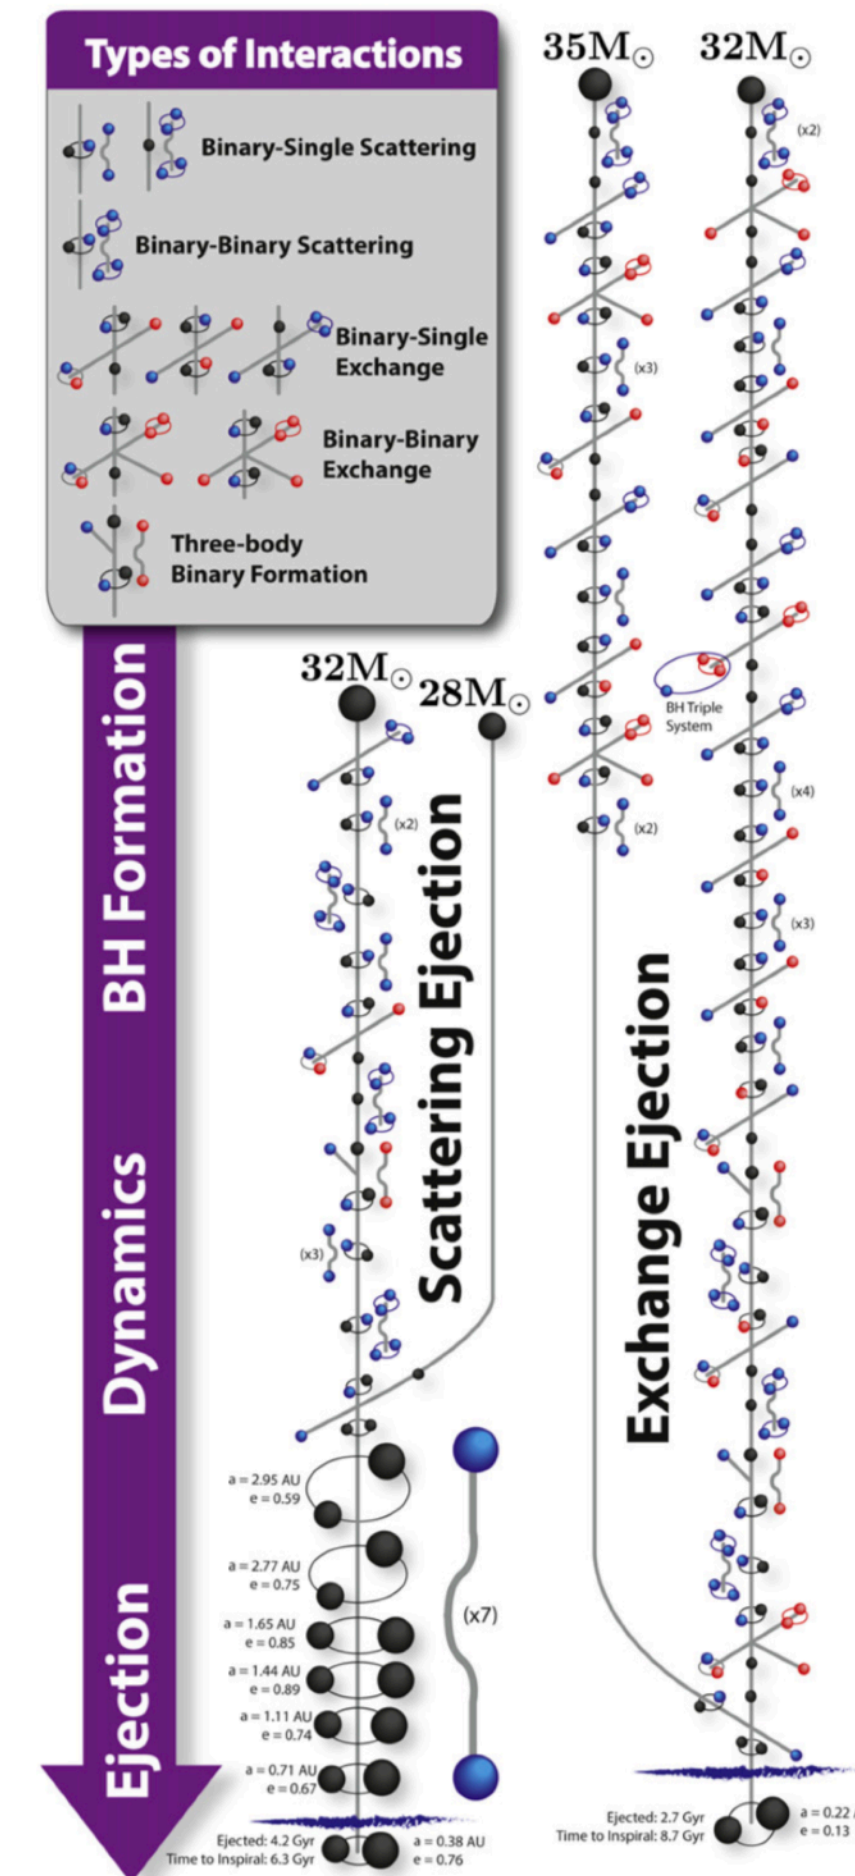 Types of Interactions
Binary-Single Scattering
Binary-Binary Scattering
Binary-Single
Exchange
Binary-Binary
Exchange
Three-body
Binary Formation
BH Formation
Dynamics
Ejection
32M⊙
28M⊙
(x2)
(x3)
Scattering Ejection
a = 2.95 AU
e = 0.59
a = 2.77 AU
e = 0.75
a = 1.65 AU
e = 0.85
a = 1.44 AU
e = 0.89
a = 1.11 AU
e = 0.74
a = 0.71 AU
e = 0.67
(x7)
Ejected: 4.2 Gyr
Time to Inspiral: 6.3 Gyr
a = 0.38 AU
e = 0.76
35M⊙
32M⊙
(x3)
(x2)
Exchange Ejection
(x2)
BH Triple
System
(x4)
(x3)
Ejected: 2.7 Gyr
Time to Inspiral: 8.7 Gyr
a = 0.22
e = 0.13